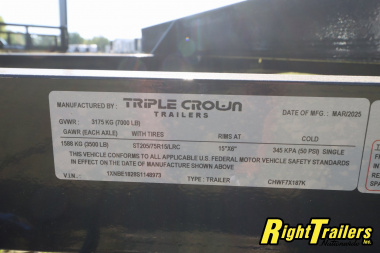 MANUFACTURED BY: TRIPLE CROWN TRAILERS DATE OF MFG.: MAR/2025
GVWR: 3175 KG (7000 LB)
GAWR (EACH AXLE) WITH TIRES RIMS AT COLD
1588 KG (3500 LB) ST205/75R15/LRC 15"X6" 345 KPA (50 PSI) SINGLE
THIS VEHICLE CONFORMS TO ALL APPLICABLE U.S. FEDERAL MOTOR VEHICLE SAFETY STANDARDS
IN EFFECT ON THE DATE OF MANUFACTURE SHOWN ABOVE
V.I.N.: TYPE: TRAILER CHWF7X187K
RightTrailers
Nationwide Inc.